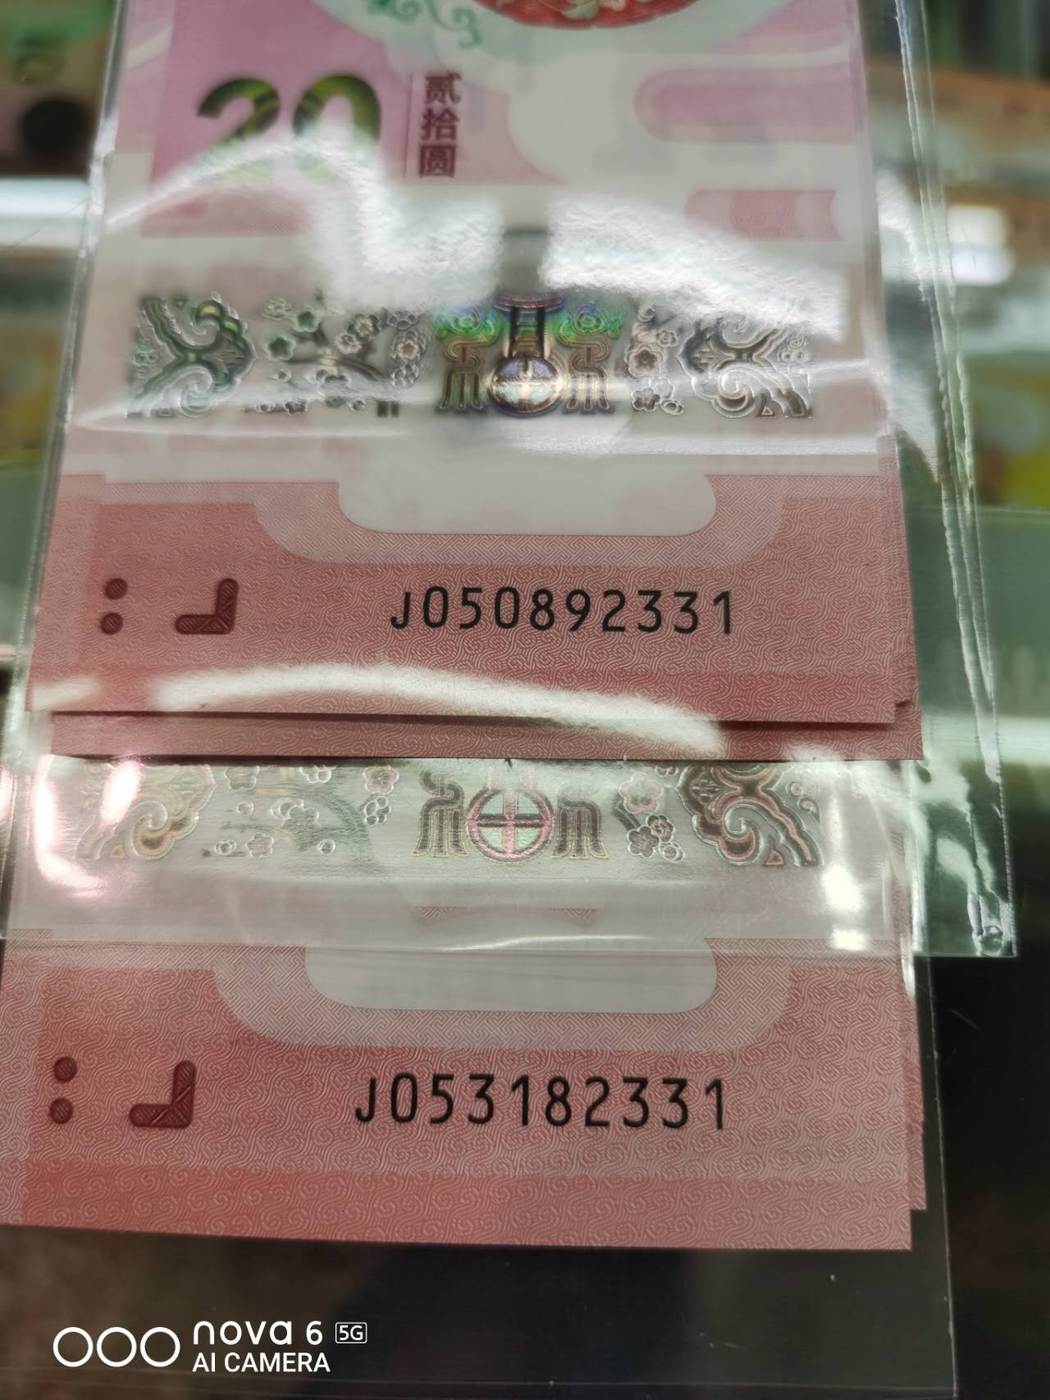 20
贰拾圆
J050892331
J053182331
nova 6 5G
AI CAMERA